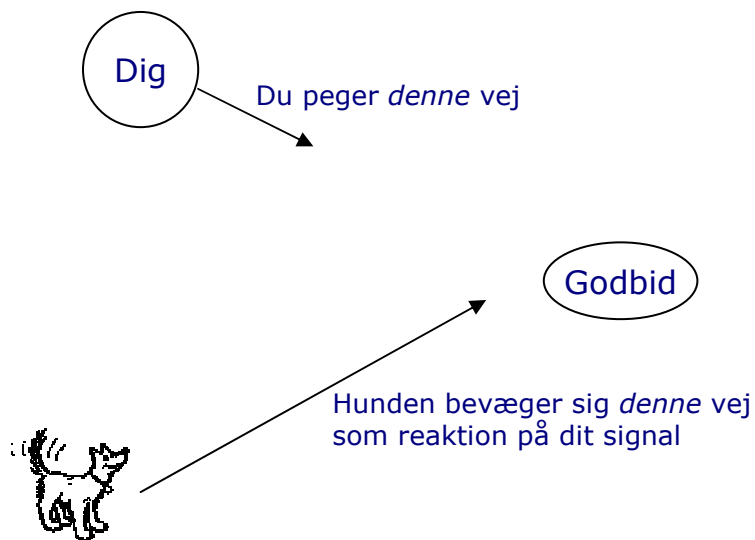 Dig
Du peger denne vej
Godbid
Hunden bevæger sig denne vej
som reaktion på dit signal